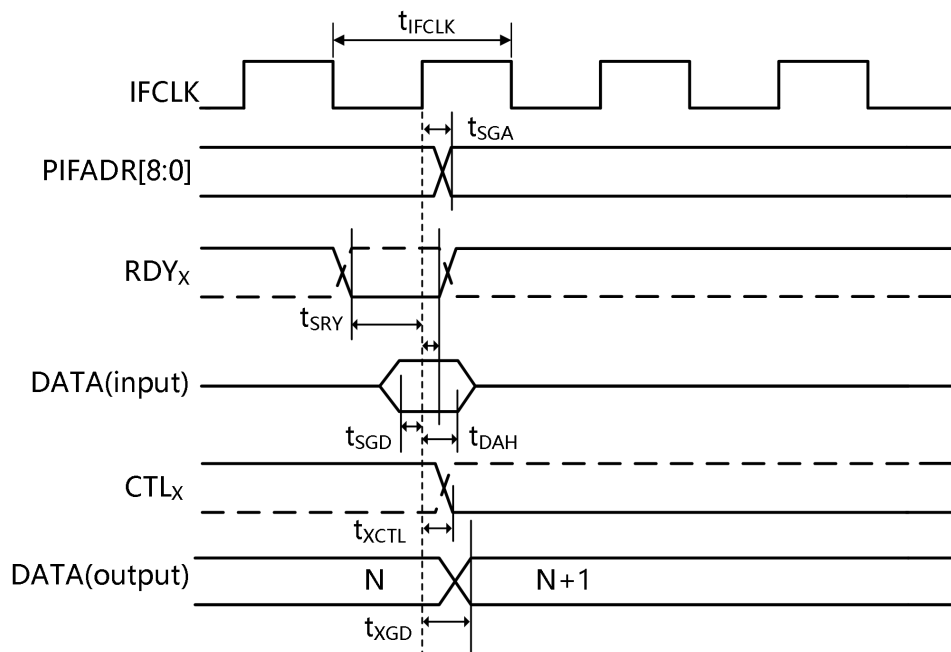 tIFCLK
IFCLK
tSGA
PIFADR[8:0]
RDYX
tSRY
DATA(input)
tSGD
tDAH
CTLX
tXCTL
DATA(output)
N
N+1
tXGD